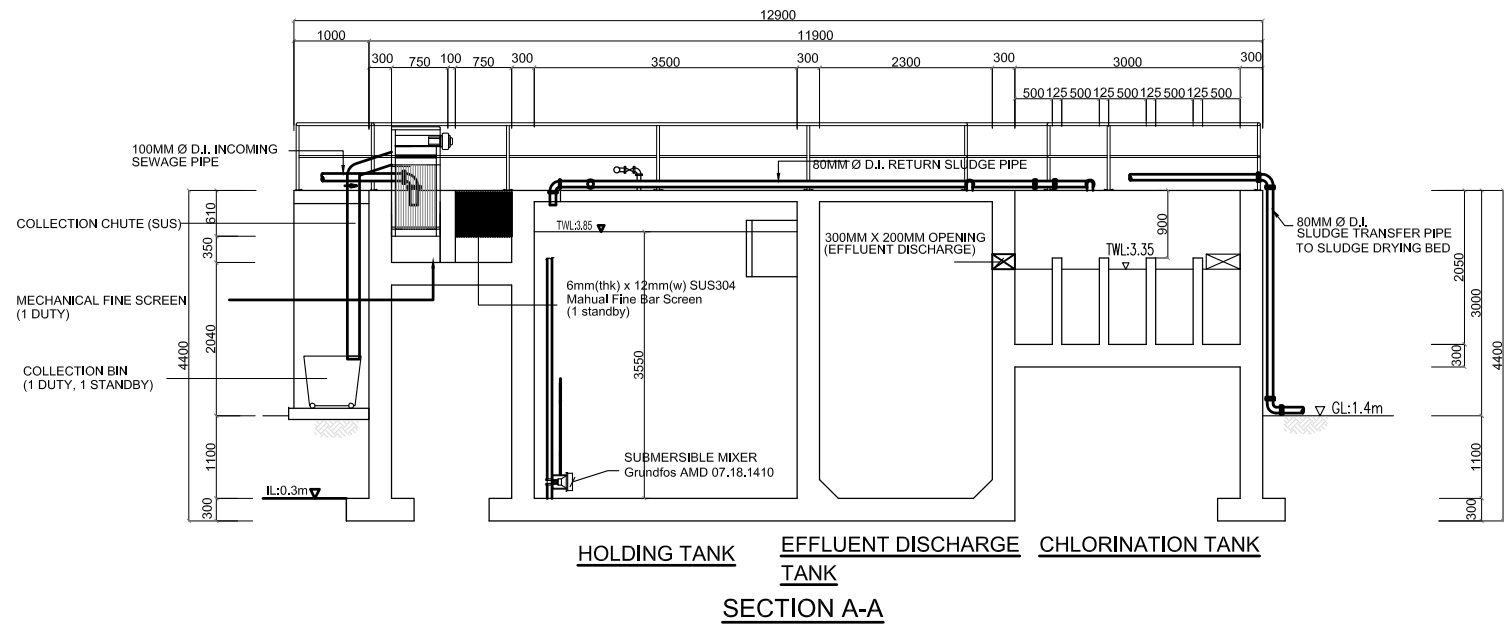 12900
1000
11900
300
750
100
750
300
3500
300
2300
300
3000
300
500 125 500 125 500 125 500 125 500
100MM Ø D.I. INCOMING
SEWAGE PIPE
80MM Ø D.I. RETURN SLUDGE PIPE
COLLECTION CHUTE (SUS)
610
350
TWL:3.85
900
300MM X 200MM OPENING
(EFFLUENT DISCHARGE)
TWL:3.35
80MM Ø D.I.
SLUDGE TRANSFER PIPE
TO SLUDGE DRYING BED
2050
3000
MECHANICAL FINE SCREEN
(1 DUTY)
6mm(thk) x 12mm(w) SUS304
Mahual Fine Bar Screen
(1 standby)
2040
4400
3550
300
4400
COLLECTION BIN
(1 DUTY, 1 STANDBY)
GL:1.4m
1100
SUBMERSIBLE MIXER
Grundfos AMD 07.18.1410
1100
IL:0.3m
300
300
HOLDING TANK
EFFLUENT DISCHARGE
TANK
CHLORINATION TANK
SECTION A-A